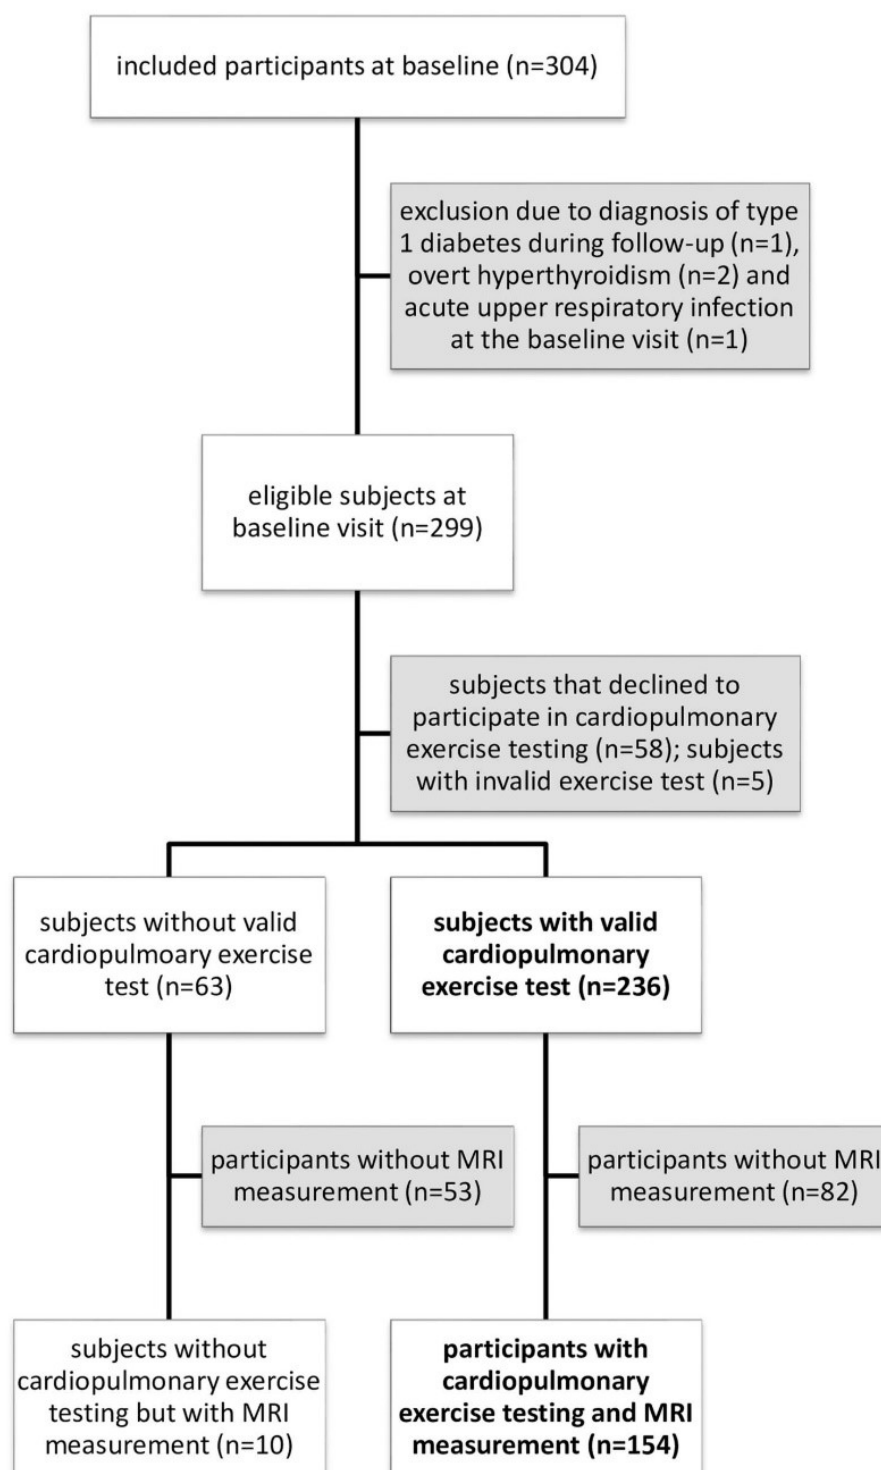 included participants at baseline (n=304)
exclusion due to diagnosis of type
1 diabetes during follow-up (n=1),
overt hyperthyroidism (n=2) and
acute upper respiratory infection
at the baseline visit (n=1)
eligible subjects at
baseline visit (n=299)
subjects that declined to
participate in cardiopulmonary
exercise testing (n=58); subjects
with invalid exercise test (n=5)
subjects without valid
cardiopulmoary exercise
test (n=63)
subjects with valid
cardiopulmonary
exercise test (n=236)
participants without MRI
measurement (n=53)
participants without MRI
measurement (n=82)
subjects without
cardiopulmonary exercise
testing but with MRI
measurement (n=10)
participants with
cardiopulmonary
exercise testing and MRI
measurement (n=154)